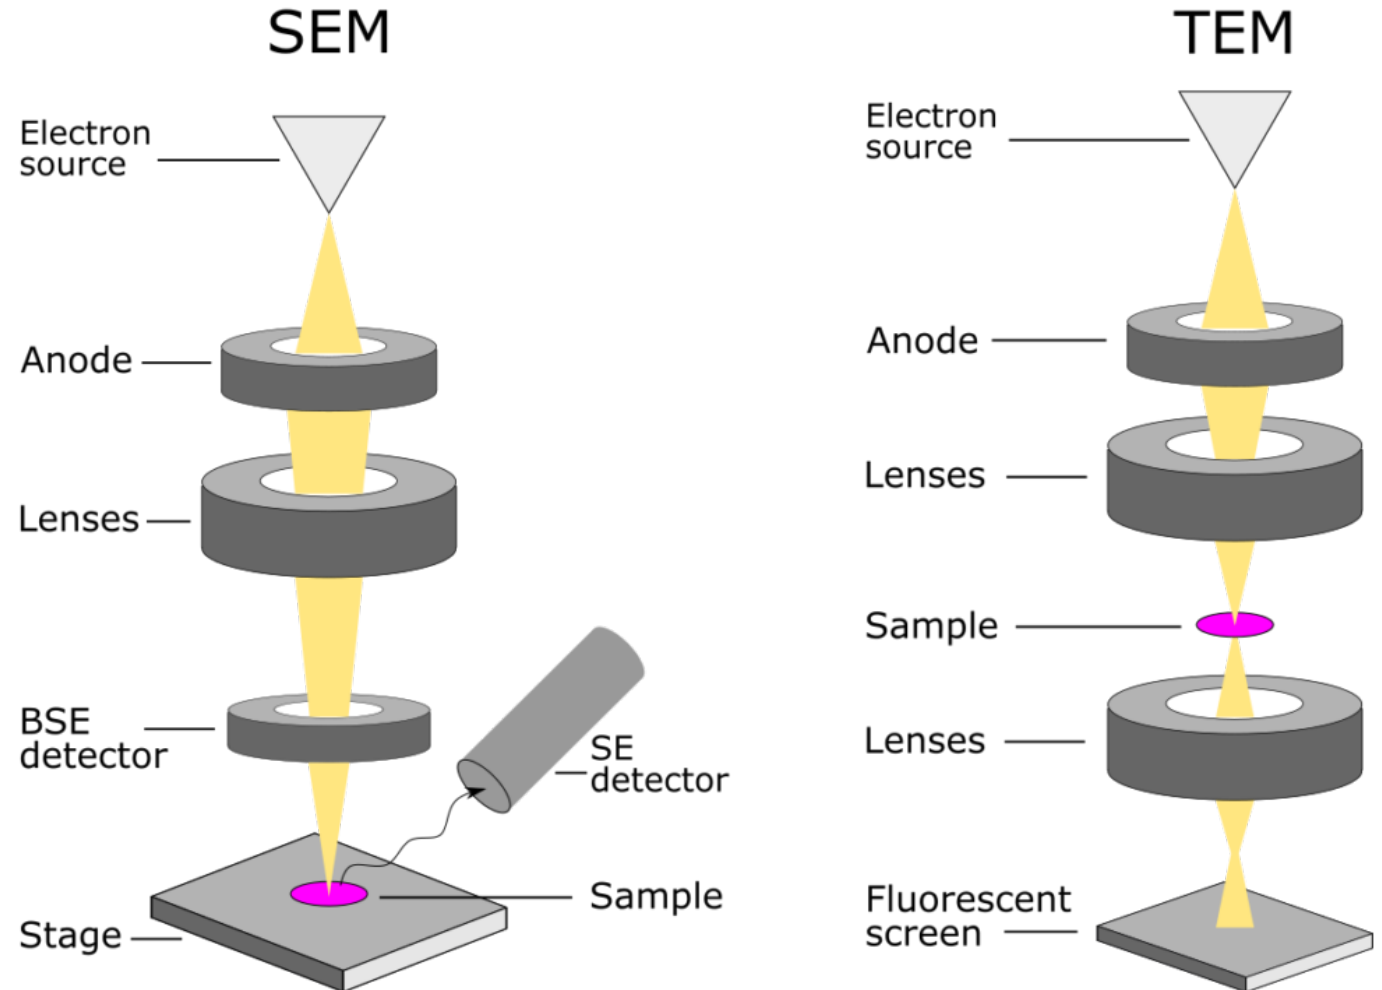 SEM
Electron
source
Anode
Lenses
BSE
detector
SE
detector
Sample
Stage
TEM
Electron
source
Anode
Lenses
Sample
Lenses
Fluorescent
screen